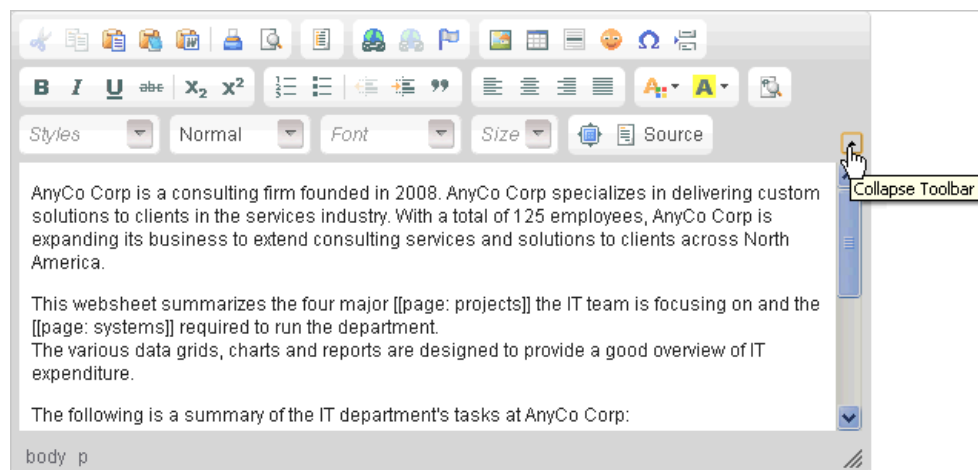 B I U abc X₂ X² 99
Styles Normal Font Size Source
Collapse Toolbar
AnyCo Corp is a consulting firm founded in 2008. AnyCo Corp specializes in delivering custom
solutions to clients in the services industry. With a total of 125 employees, AnyCo Corp is
expanding its business to extend consulting services and solutions to clients across North
America.
This websheet summarizes the four major [[page: projects]] the IT team is focusing on and the
[[page: systems]] required to run the department.
The various data grids, charts and reports are designed to provide a good overview of IT
expenditure.
The following is a summary of the IT department's tasks at AnyCo Corp:
body p